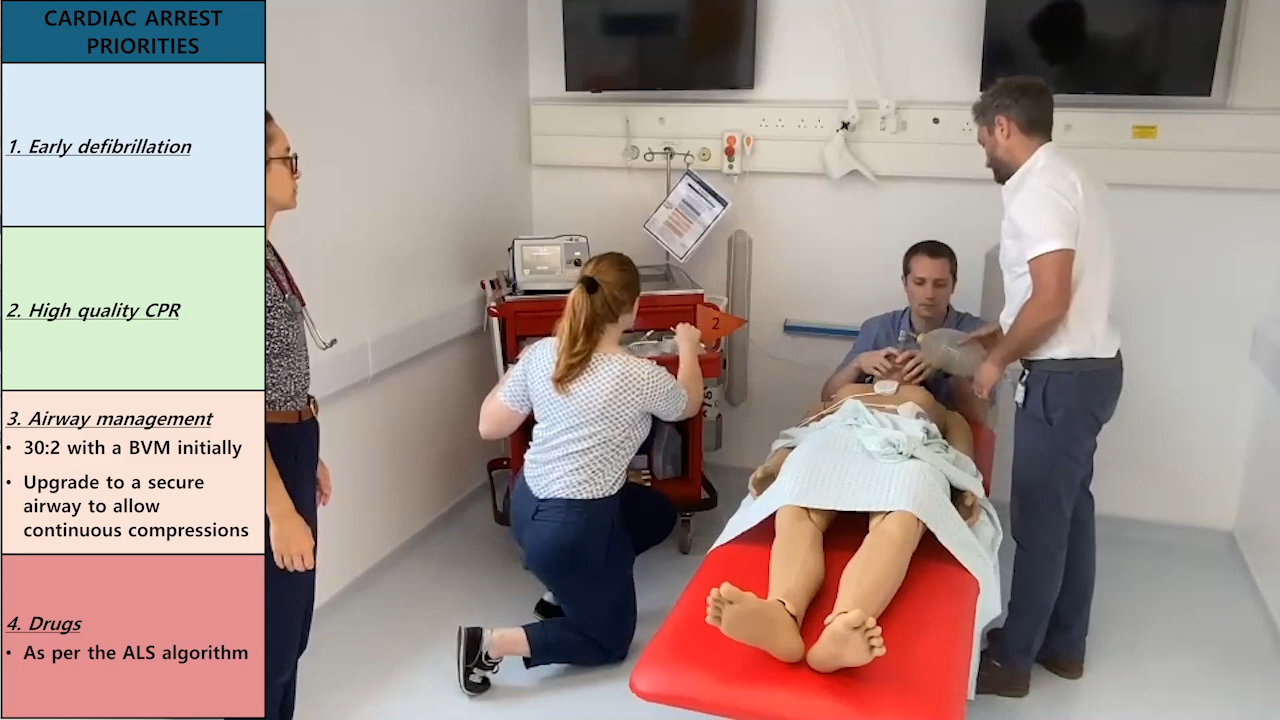 CARDIAC ARREST
PRIORITIES
1. Early defibrillation
2. High quality CPR
3. Airway management
• 30:2 with a BVM initially
• Upgrade to a secure
airway to allow
continuous compressions
4. Drugs
• As per the ALS algorithm
2